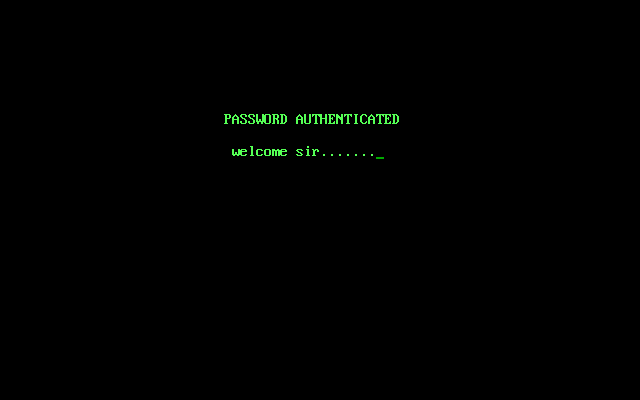 PASSWORD AUTHENTICATED
welcome sir......._